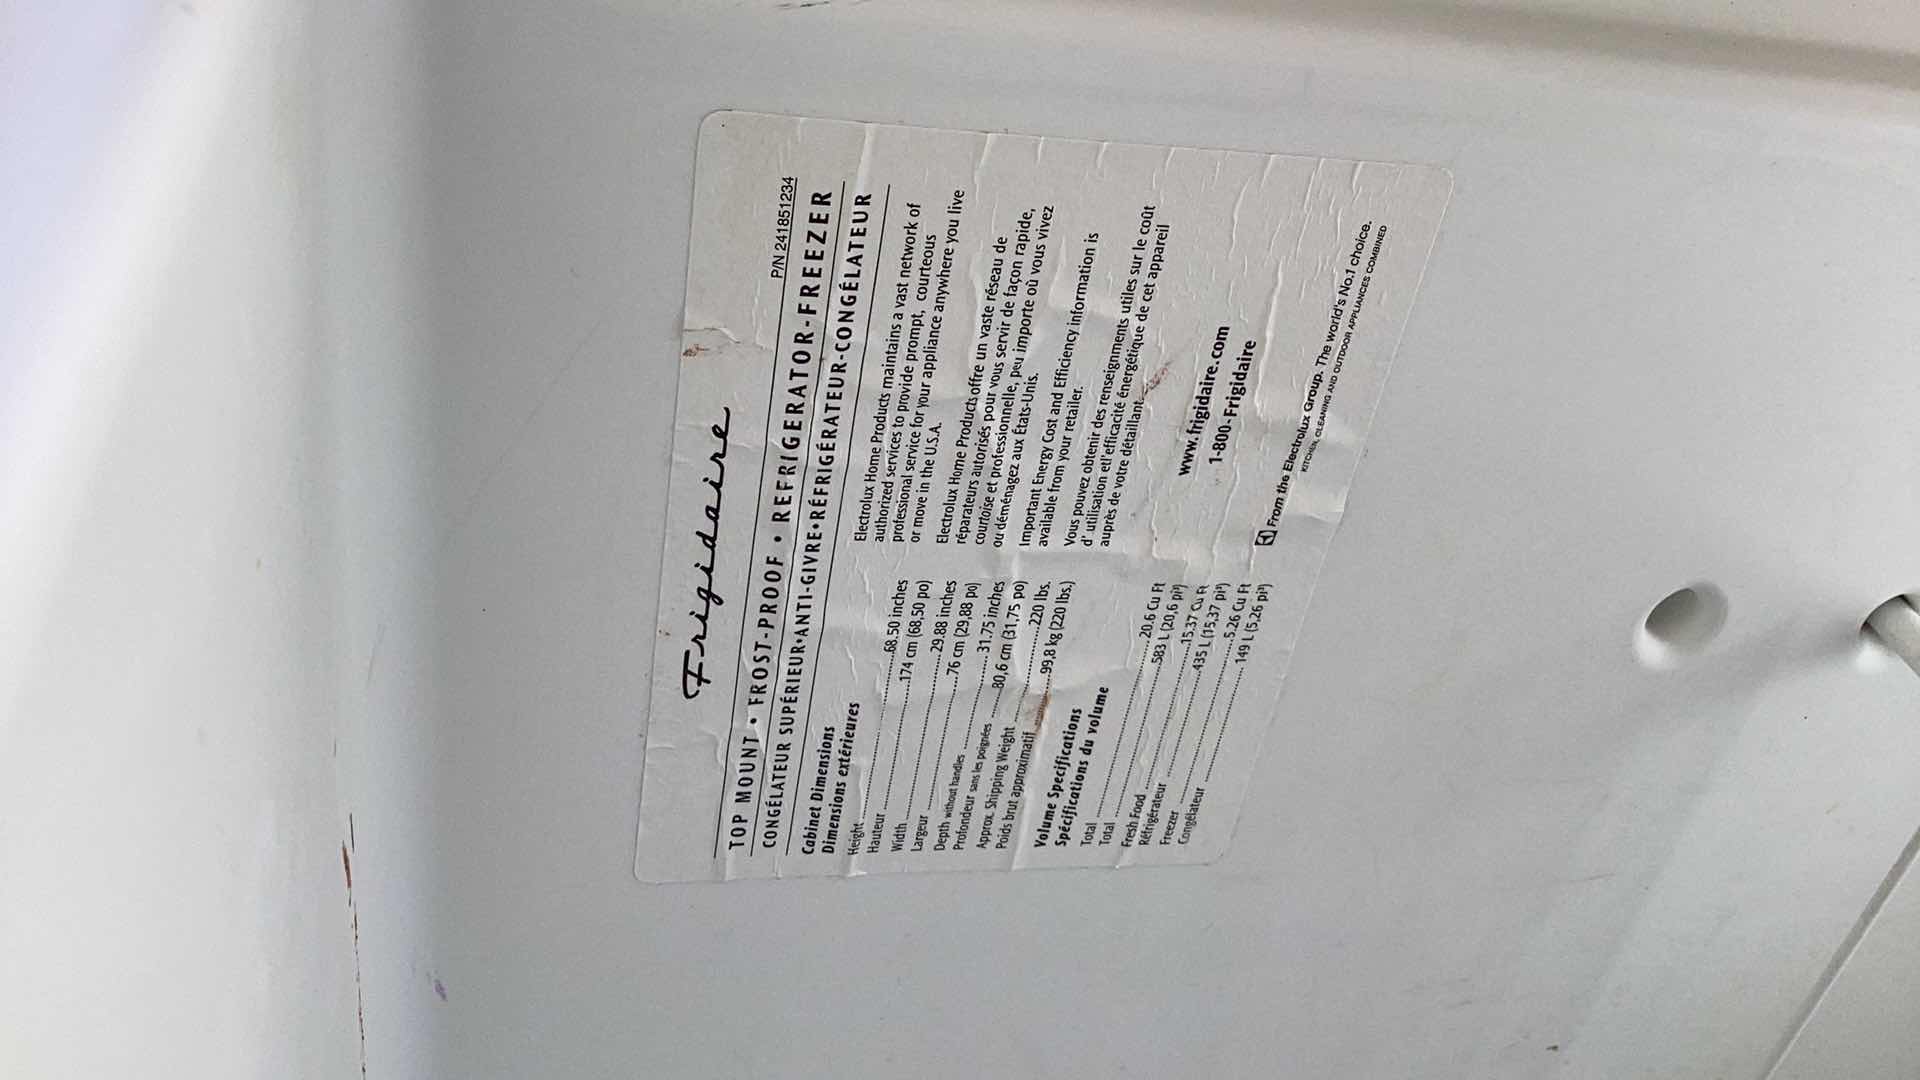 Frigidaire
P/N 241851234
TOP MOUNT • FROST-PROOF • REFRIGERATOR-FREEZER
CONGÉLATEUR SUPÉRIEUR•ANTI-GIVRE•RÉFRIGÉRATEUR-CONGÉLATEUR
Cabinet Dimensions
Dimensions extérieures
Height ..........68.50 inches
Hauteur ..........174 cm (68,50 po)
Width ..........29.88 inches
Largeur ..........76 cm (29,88 po)
Depth without handles ..........31.75 inches
Profondeur sans les poignées ..........80,6 cm (31,75 po)
Approx. Shipping Weight ..........220 lbs.
Poids brut approximatif ..........99,8 kg (220 lbs.)
Volume Specifications
Spécifications du volume
Total ..........20.6 Cu Ft
Total ..........583 L (20,6 pi³)
Fresh Food ..........15.37 Cu Ft
Réfrigérateur ..........435 L (15,37 pi³)
Freezer ..........5.26 Cu Ft
Congélateur ..........149 L (5,26 pi³)
Electrolux Home Products maintains a vast network of
authorized services to provide prompt, courteous
professional service for your appliance anywhere you live
or move in the U.S.A.
Electrolux Home Products offre un vaste réseau de
réparateurs autorisés pour vous servir de façon rapide,
courtoise et professionnelle, peu importe où vous vivez
ou déménagez aux États-Unis.
Important Energy Cost and Efficiency information is
available from your retailer.
Vous pouvez obtenir des renseignments utiles sur le coût
d' utilisation etl'efficacité énergétique de cet appareil
auprès de votre détaillant.
www.frigidaire.com
1-800- Frigidaire
From the Electrolux Group. The world's No.1 choice.
KITCHEN, CLEANING AND OUTDOOR APPLIANCES COMBINED